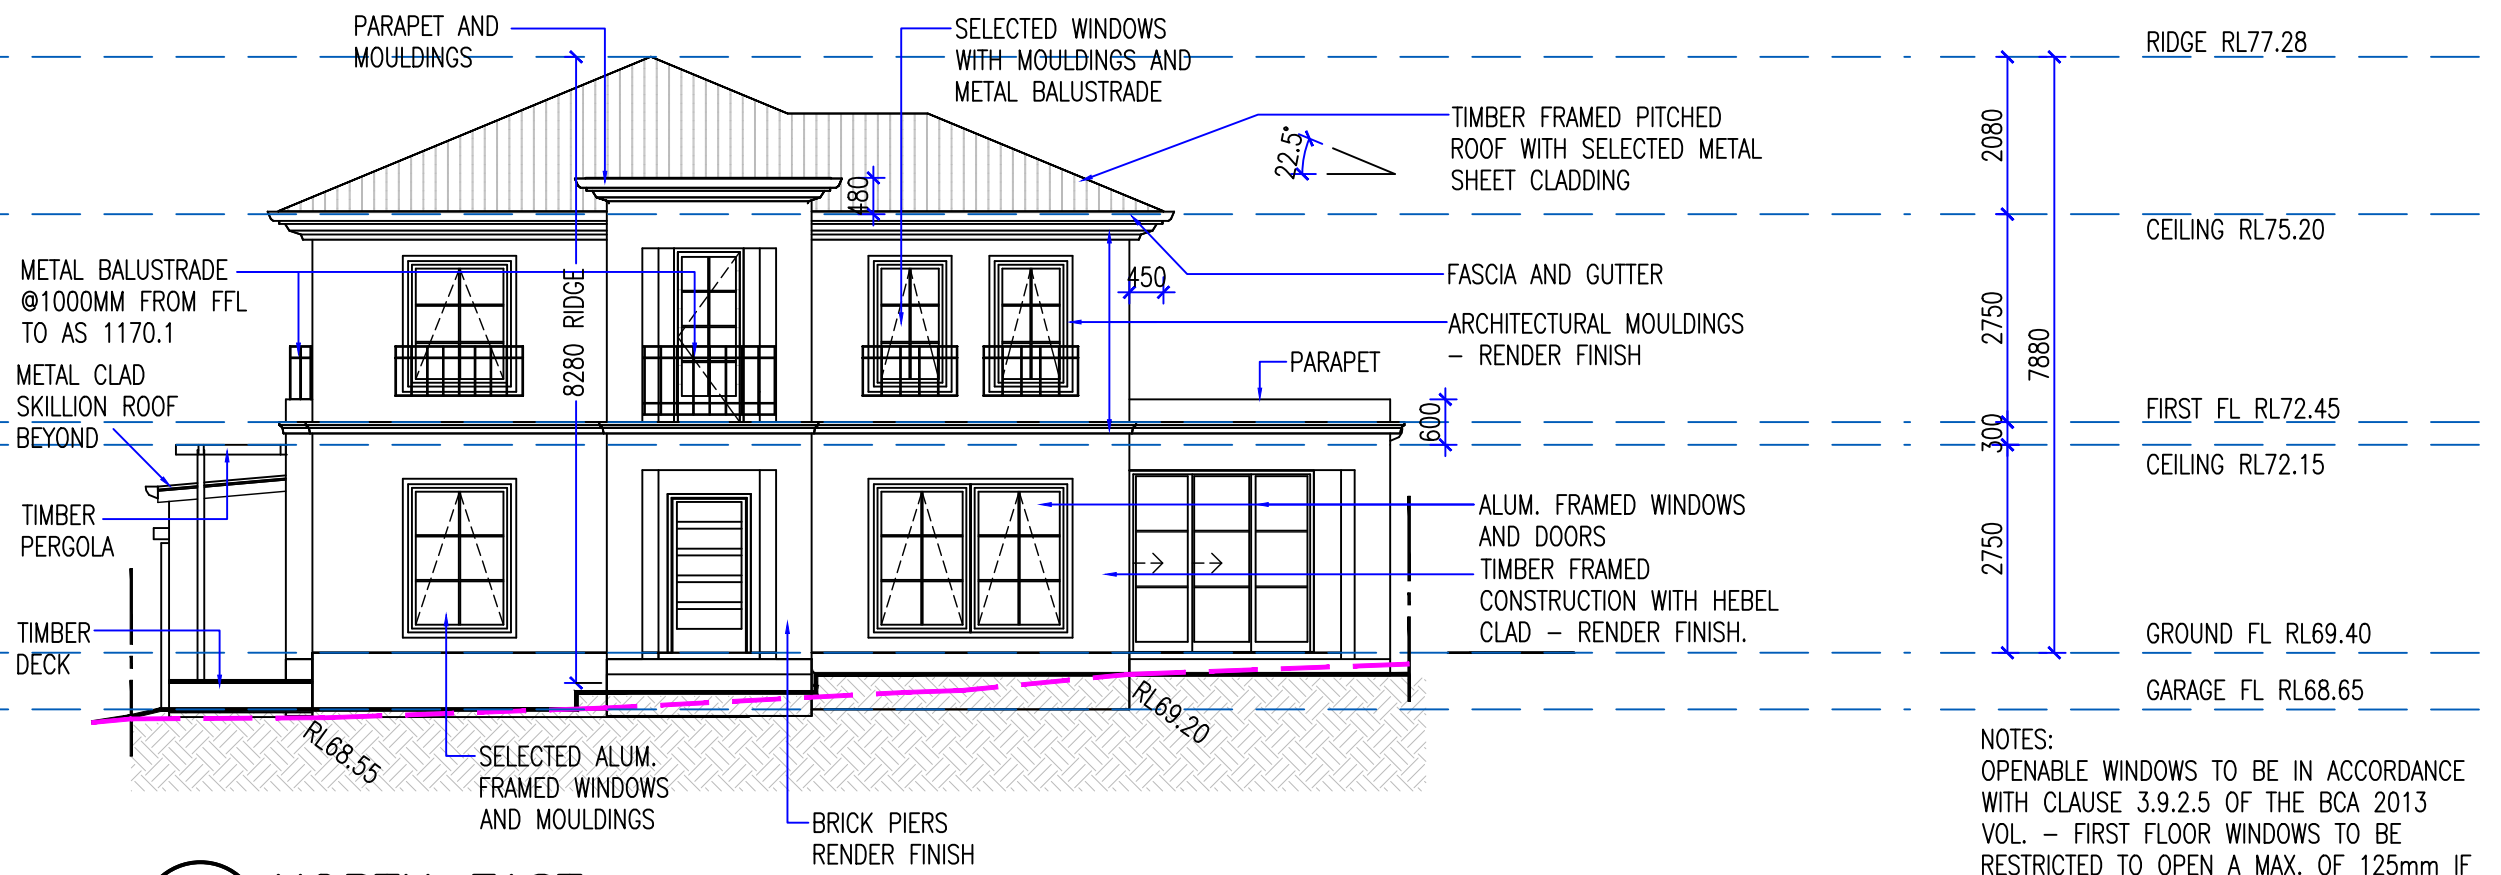 PARAPET AND
MOULDINGS
SELECTED WINDOWS
WITH MOULDINGS AND
METAL BALUSTRADE
TIMBER FRAMED PITCHED
ROOF WITH SELECTED METAL
SHEET CLADDING
22.5°
480
450
8280 RIDGE
METAL BALUSTRADE
@1000MM FROM FFL
TO AS 1170.1
METAL CLAD
SKILLION ROOF
BEYOND
TIMBER
PERGOLA
TIMBER
DECK
FASCIA AND GUTTER
ARCHITECTURAL MOULDINGS
- RENDER FINISH
PARAPET
600
ALUM. FRAMED WINDOWS
AND DOORS
TIMBER FRAMED
CONSTRUCTION WITH HEBEL
CLAD - RENDER FINISH.
RL68.55
RL69.20
SELECTED ALUM.
FRAMED WINDOWS
AND MOULDINGS
BRICK PIERS
RENDER FINISH
2080
2750
7880
300
2750
RIDGE RL77.28
CEILING RL75.20
FIRST FL RL72.45
CEILING RL72.15
GROUND FL RL69.40
GARAGE FL RL68.65
NOTES:
OPENABLE WINDOWS TO BE IN ACCORDANCE
WITH CLAUSE 3.9.2.5 OF THE BCA 2013
VOL. - FIRST FLOOR WINDOWS TO BE
RESTRICTED TO OPEN A MAX. OF 125mm IF